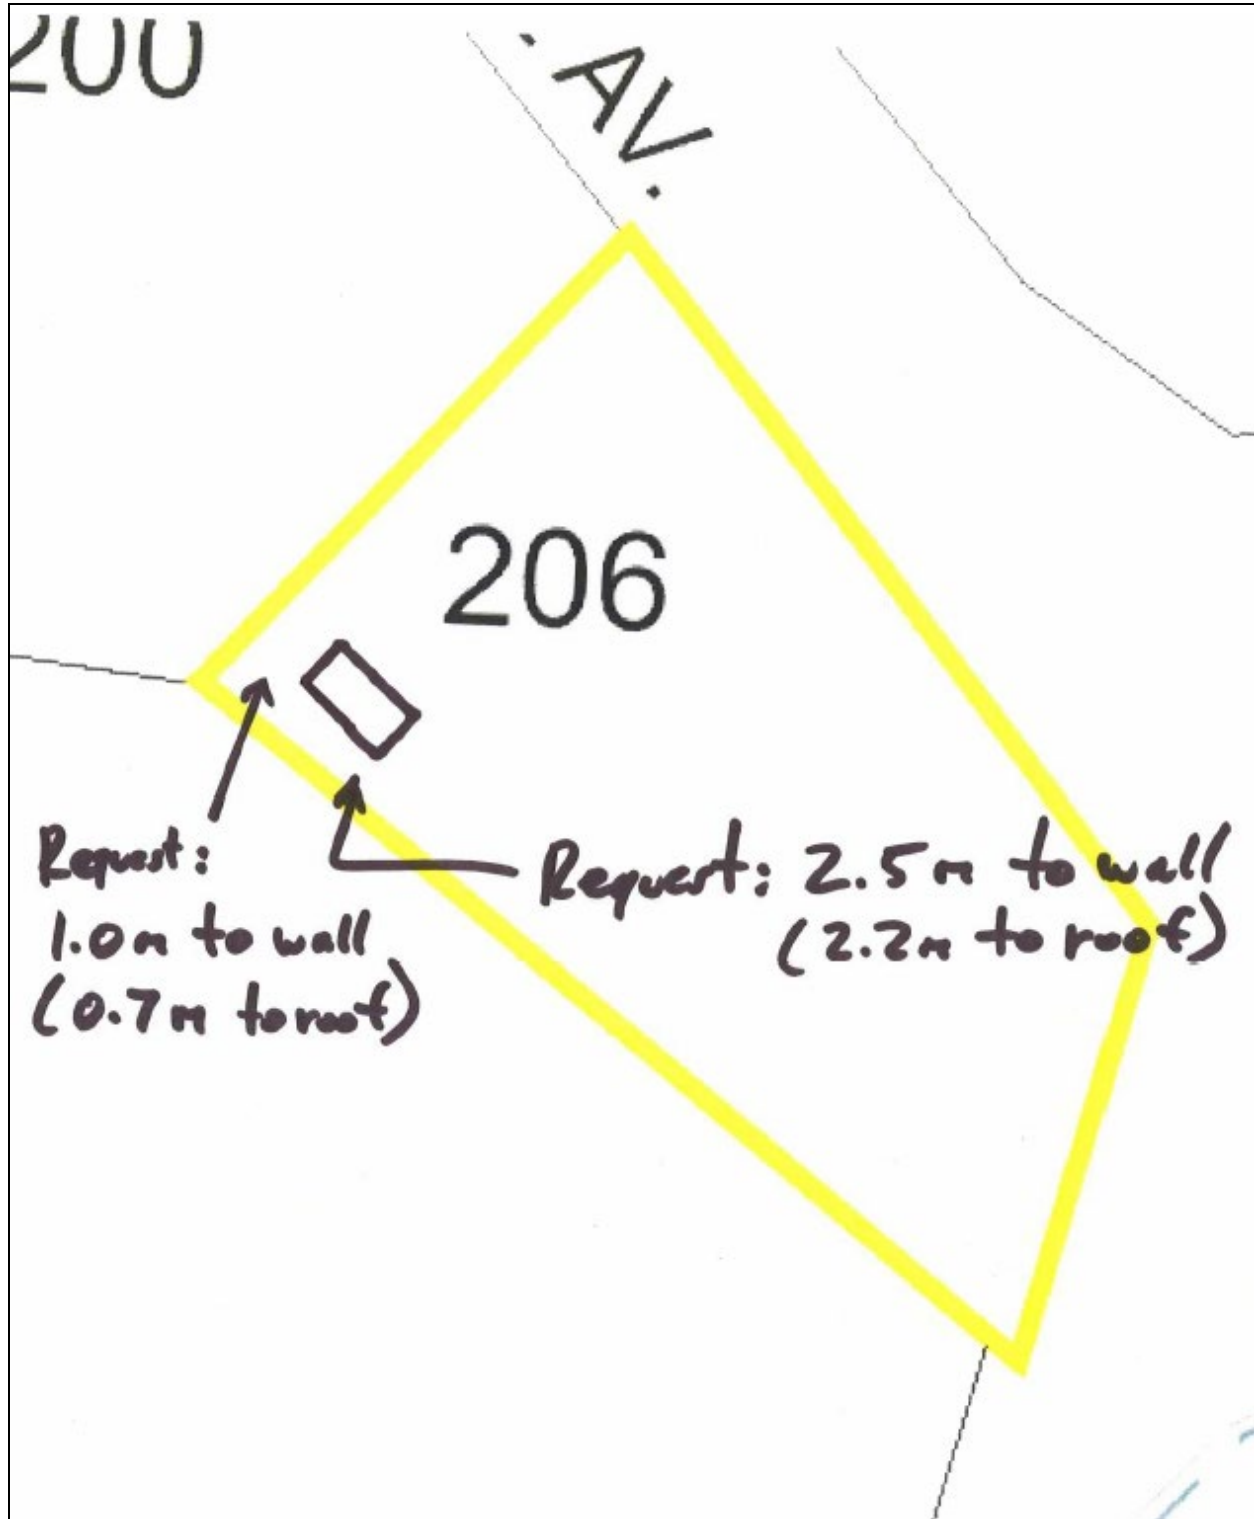 200
. AV.
206
Request:
1.0m to wall
(0.7m to roof)
Request: 2.5m to wall
(2.2m to roof)